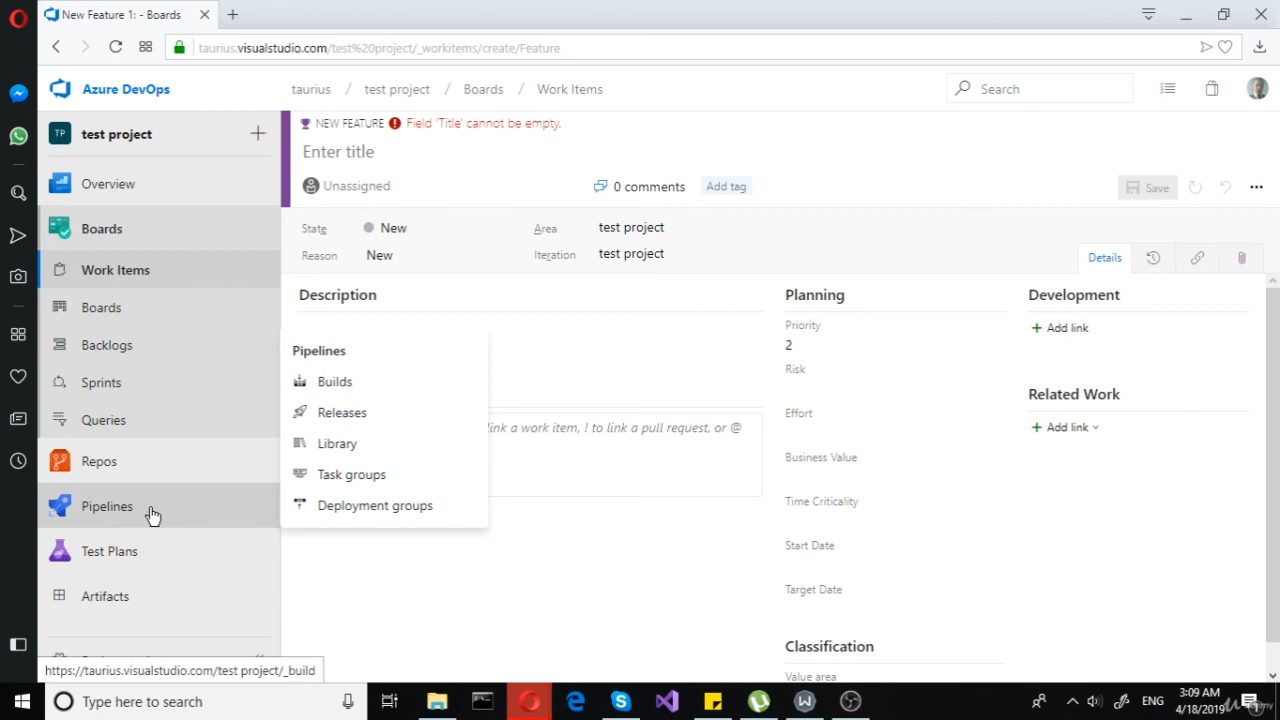 New Feature 1: - Boards
taurius.visualstudio.com/test%20project/_workitems/create/Feature
Azure DevOps
taurius / test project / Boards / Work Items
Search
TP test project
NEW FEATURE Field 'Title' cannot be empty.
Enter title
Unassigned
0 comments
Add tag
Save
Overview
Boards
Work Items
Boards
Backlogs
Sprints
Queries
Repos
Pipelines
Test Plans
Artifacts
https://taurius.visualstudio.com/test project/_build
State New
Reason New
Area test project
Iteration test project
Details
Description
link a work item, ! to link a pull request, or @
Pipelines
Builds
Releases
Library
Task groups
Deployment groups
Planning
Priority
2
Risk
Effort
Business Value
Time Criticality
Start Date
Target Date
Classification
Value area
Development
+ Add link
Related Work
+ Add link
Type here to search
ENG
3:09 AM
4/18/2019